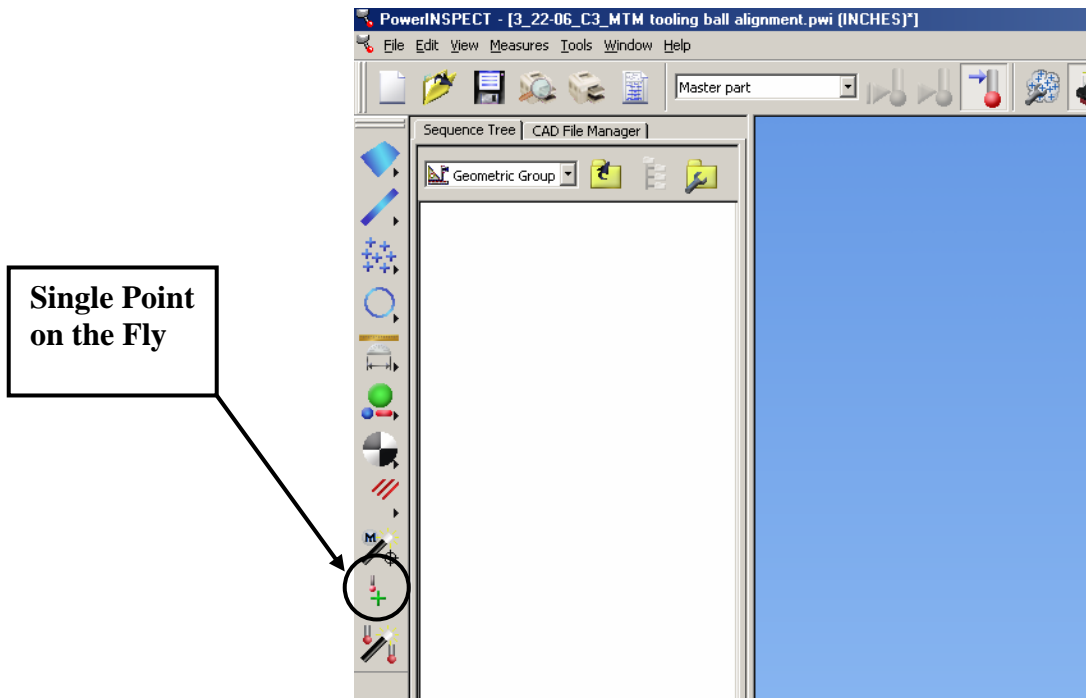 PowerINSPECT - [3_22-06_C3_MTM tooling ball alignment.pwi (INCHES)*]
File Edit View Measures Tools Window Help
Master part
Sequence Tree CAD File Manager
Geometric Group
Single Point
on the Fly
M